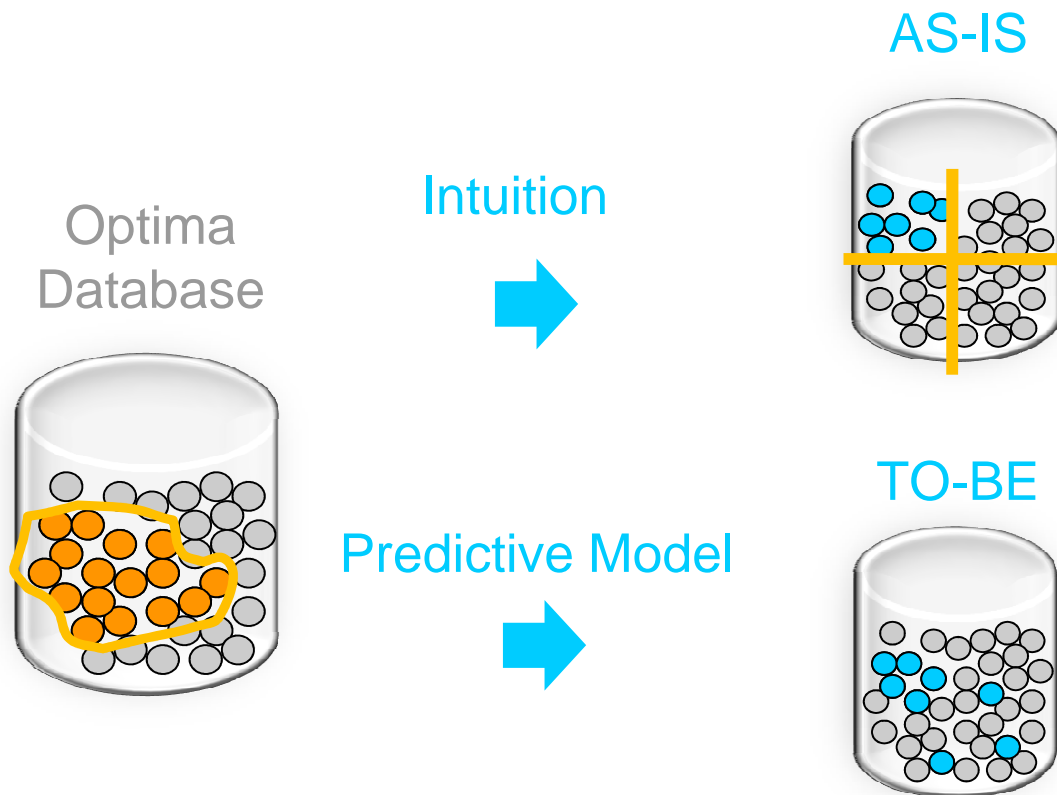 AS-IS
Intuition
Optima
Database
TO-BE
Predictive Model